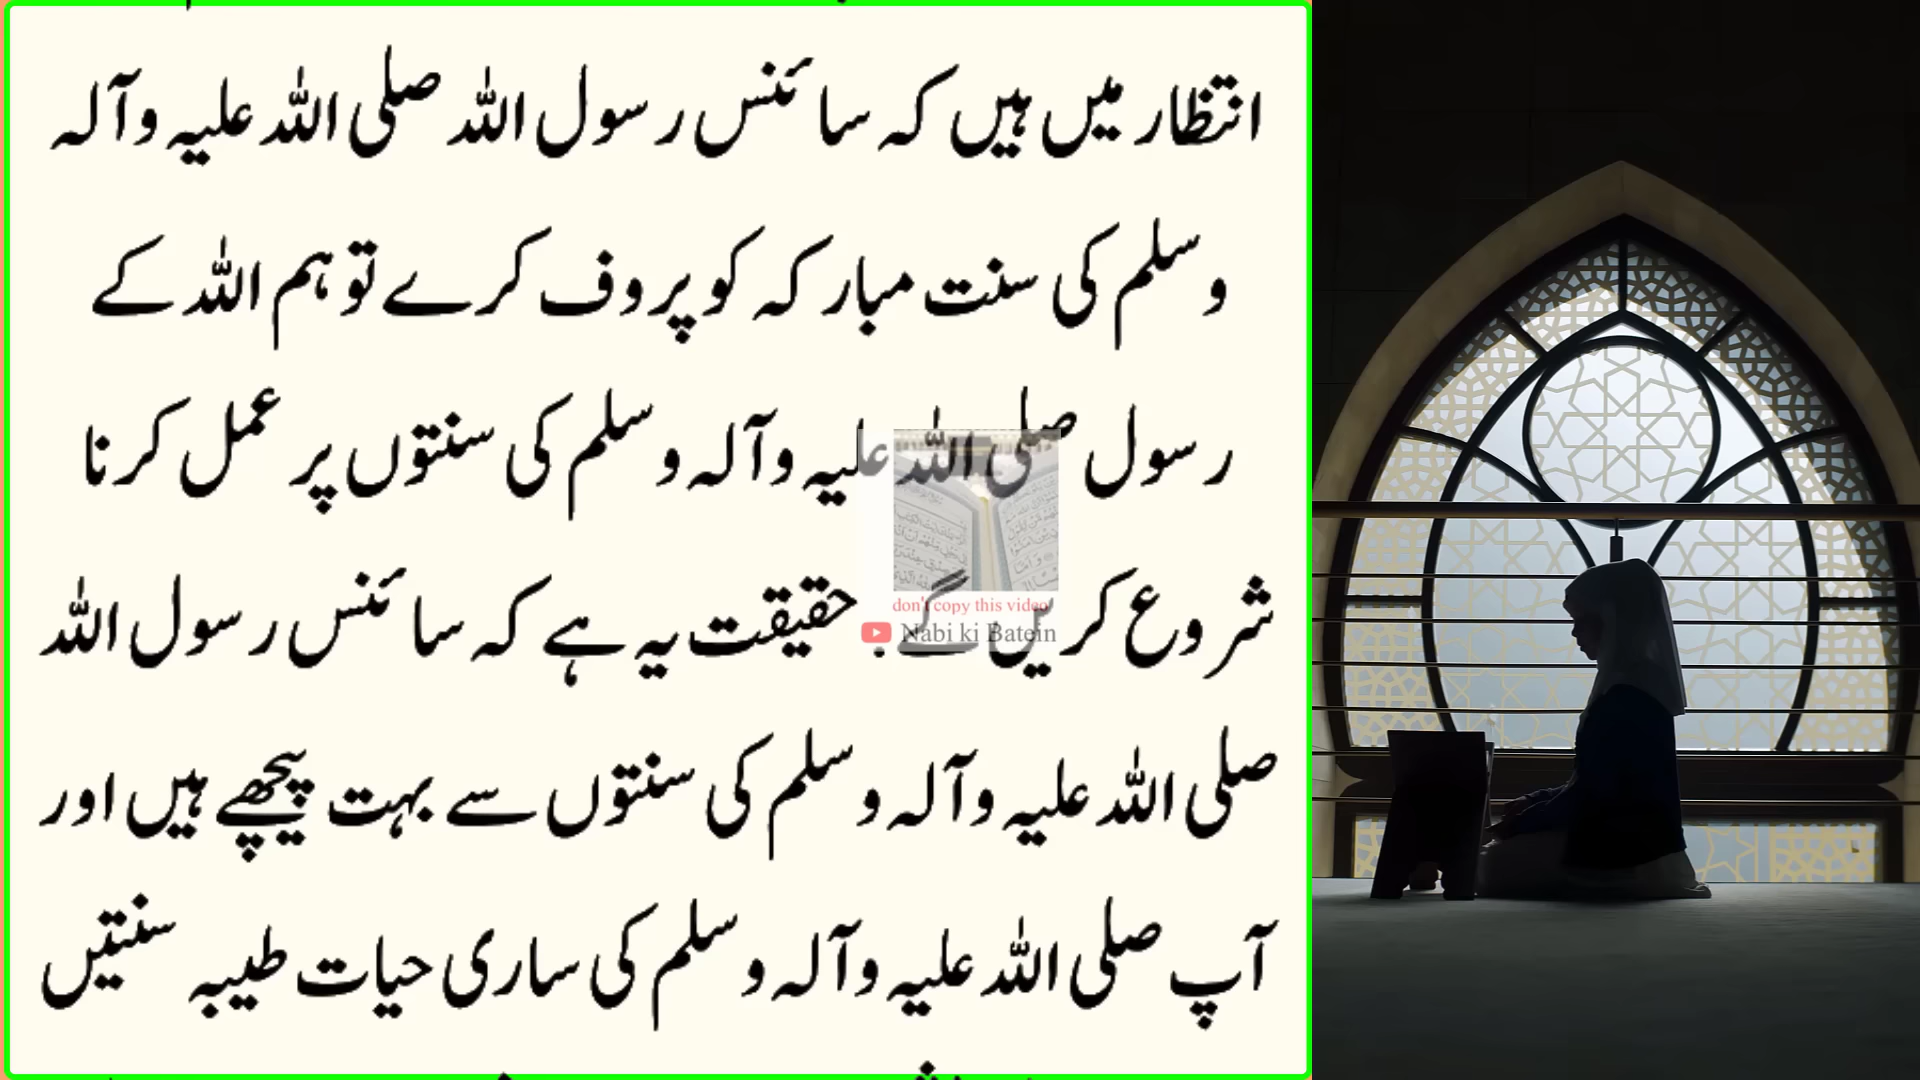 انتظار میں ہیں کہ سائنس رسول اللہ صلی اللہ علیہ وآلہ
وسلم کی سنت مبارکہ کو پروف کرے تو ہم اللہ کے
رسول صلی اللہ علیہ وآلہ وسلم کی سنتوں پر عمل کرنا
شروع کریں گے. حقیقت یہ ہے کہ سائنس رسول اللہ
صلی اللہ علیہ وآلہ وسلم کی سنتوں سے بہت پیچھے ہیں اور
آپ صلی اللہ علیہ وآلہ وسلم کی ساری حیات طیبہ سنتیں
don't copy this video
Nabi ki Batein